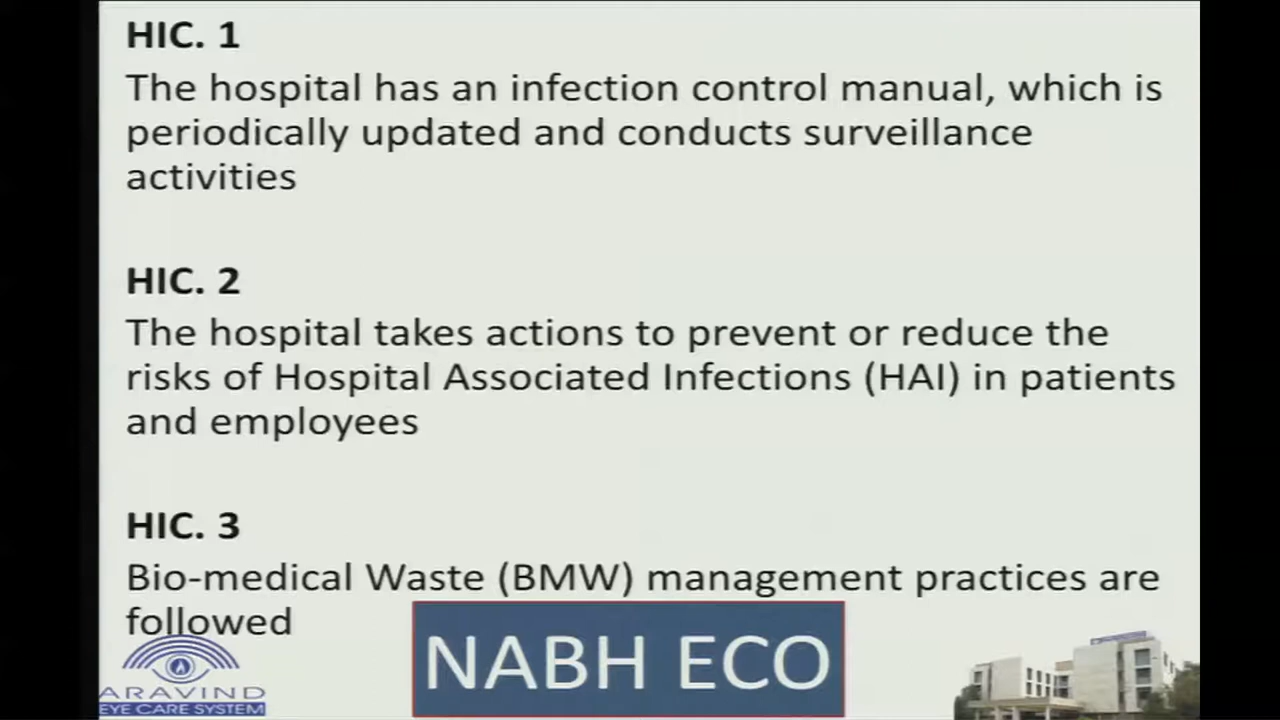 HIC. 1
The hospital has an infection control manual, which is
periodically updated and conducts surveillance
activities
HIC. 2
The hospital takes actions to prevent or reduce the
risks of Hospital Associated Infections (HAI) in patients
and employees
HIC. 3
Bio-medical Waste (BMW) management practices are
followed
NABH ECO
ARAVIND
EYE CARE SYSTEM